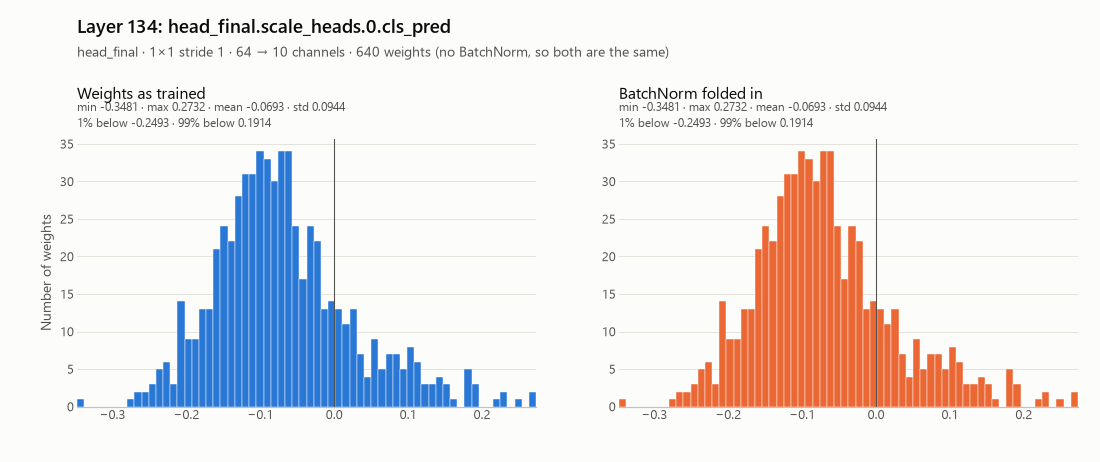 Layer 134: head_final.scale_heads.0.cls_pred
head_final · 1×1 stride 1 · 64 → 10 channels · 640 weights (no BatchNorm, so both are the same)
Weights as trained
min -0.3481 · max 0.2732 · mean -0.0693 · std 0.0944
1% below -0.2493 · 99% below 0.1914
Number of weights
35
30
25
20
15
10
5
0
−0.3 −0.2 −0.1 0.0 0.1 0.2
BatchNorm folded in
min -0.3481 · max 0.2732 · mean -0.0693 · std 0.0944
1% below -0.2493 · 99% below 0.1914
35
30
25
20
15
10
5
0
−0.3 −0.2 −0.1 0.0 0.1 0.2